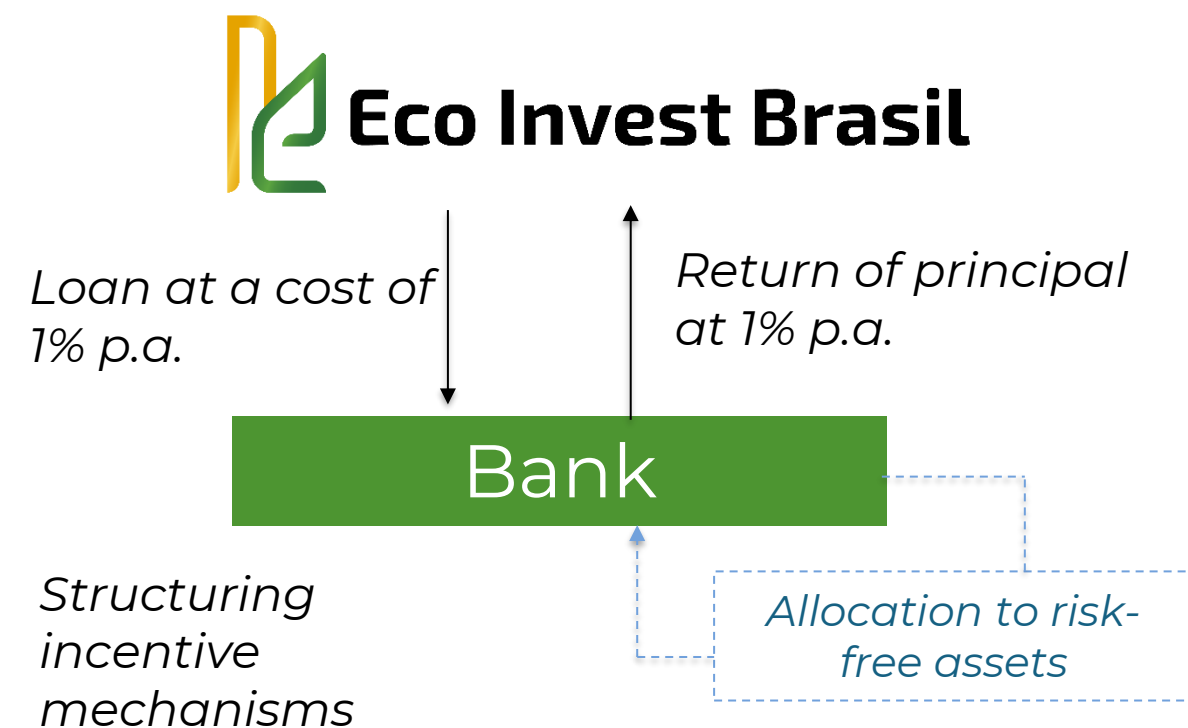 Eco Invest Brasil
Loan at a cost of
1% p.a.
Return of principal
at 1% p.a.
Bank
Structuring
incentive
mechanisms
Allocation to risk-
free assets